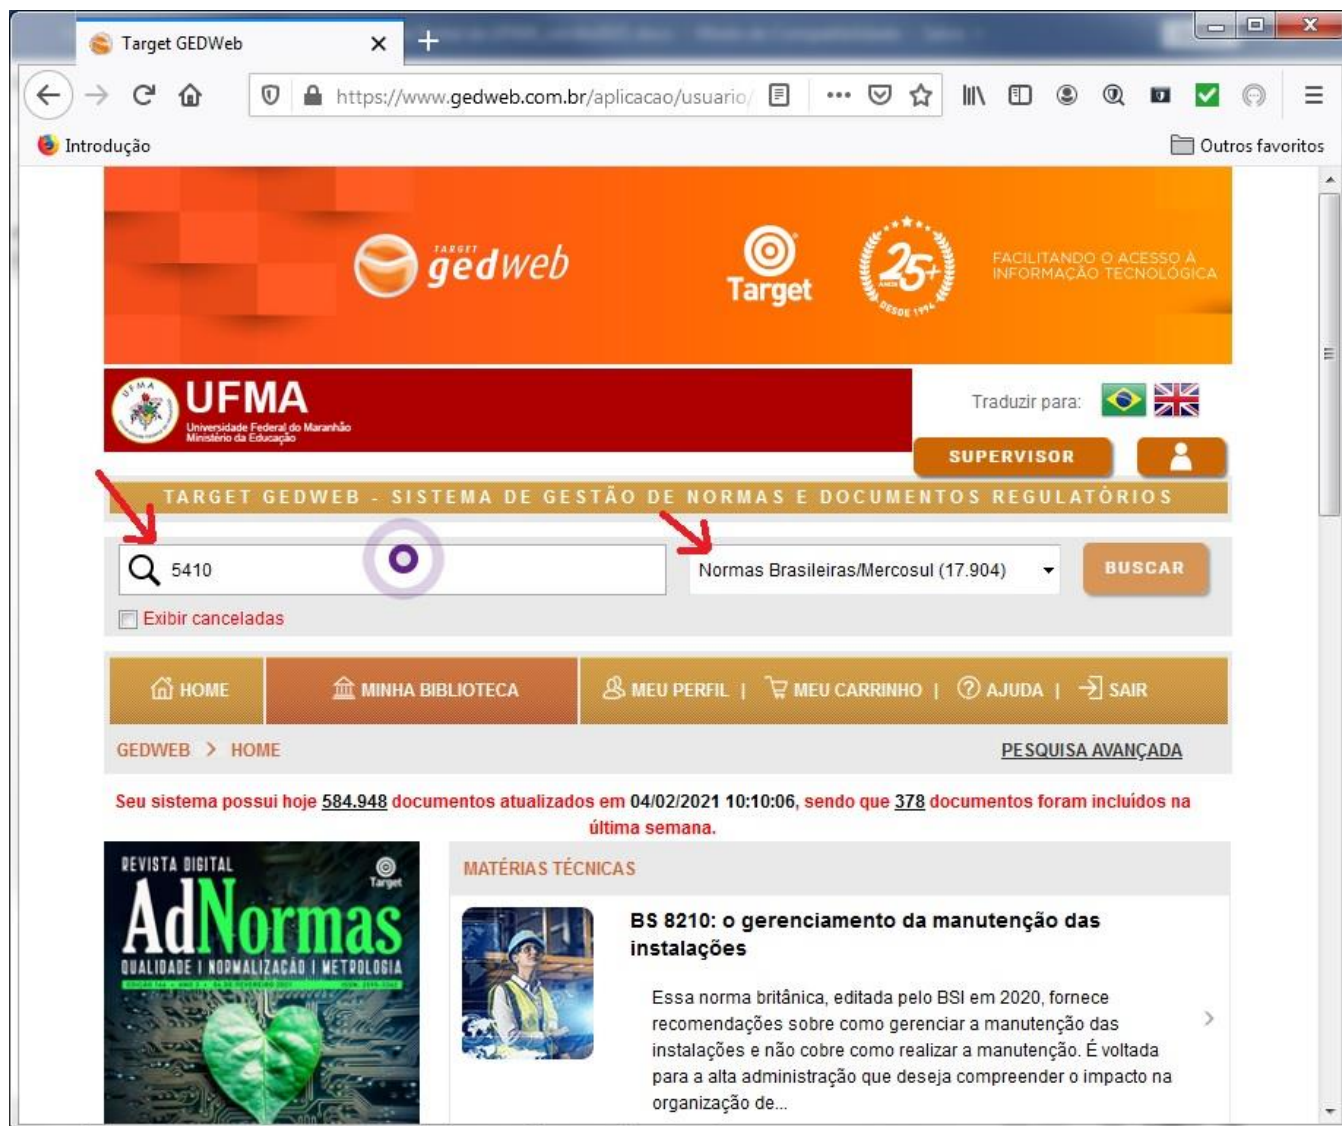 Target GEDWeb
https://www.gedweb.com.br/aplicacao/usuario/
Introdução
Outros favoritos
TARGET
gedweb
Target
25+
ANOS
DESDE 1994
FACILITANDO O ACESSO À
INFORMAÇÃO TECNOLÓGICA
UFMA
UFMA
Universidade Federal do Maranhão
Ministério da Educação
Traduzir para:
SUPERVISOR
TARGET GEDWEB - SISTEMA DE GESTÃO DE NORMAS E DOCUMENTOS REGULATÓRIOS
5410
Normas Brasileiras/Mercosul (17.904)
BUSCAR
Exibir canceladas
HOME
MINHA BIBLIOTECA
MEU PERFIL | MEU CARRINHO | AJUDA | SAIR
GEDWEB > HOME
PESQUISA AVANÇADA
Seu sistema possui hoje 584.948 documentos atualizados em 04/02/2021 10:10:06, sendo que 378 documentos foram incluídos na
última semana.
REVISTA DIGITAL
Target
AdNormas
QUALIDADE | NORMALIZAÇÃO | METROLOGIA
MATÉRIAS TÉCNICAS
BS 8210: o gerenciamento da manutenção das
instalações
Essa norma britânica, editada pelo BSI em 2020, fornece
recomendações sobre como gerenciar a manutenção das
instalações e não cobre como realizar a manutenção. É voltada
para a alta administração que deseja compreender o impacto na
organização de...